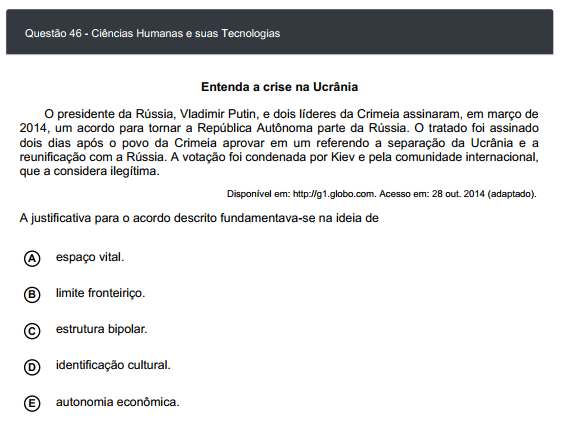 Questão 46 - Ciências Humanas e suas Tecnologias
Entenda a crise na Ucrânia
O presidente da Rússia, Vladimir Putin, e dois líderes da Crimeia assinaram, em março de
2014, um acordo para tornar a República Autônoma parte da Rússia. O tratado foi assinado
dois dias após o povo da Crimeia aprovar em um referendo a separação da Ucrânia e a
reunificação com a Rússia. A votação foi condenada por Kiev e pela comunidade internacional,
que a considera ilegítima.
Disponível em: http://g1.globo.com. Acesso em: 28 out. 2014 (adaptado).
A justificativa para o acordo descrito fundamentava-se na ideia de
A espaço vital.
B limite fronteiriço.
C estrutura bipolar.
D identificação cultural.
E autonomia econômica.